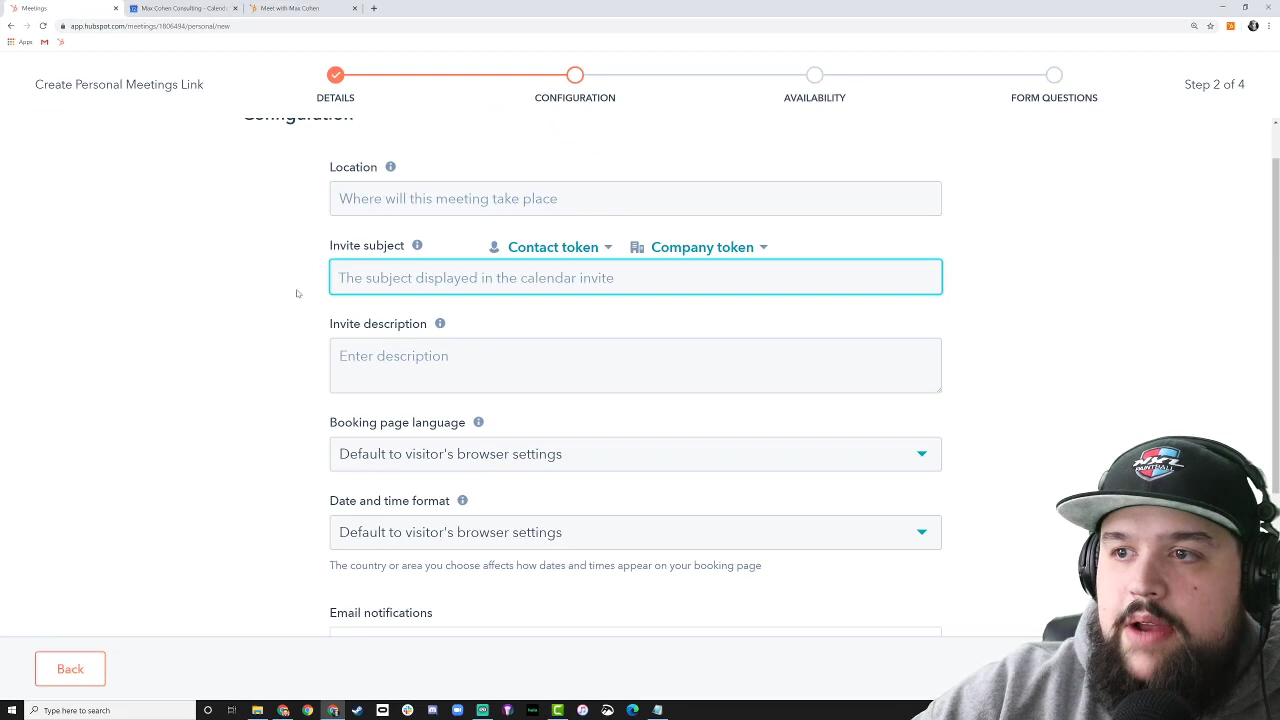 Meetings
Max Cohen Consulting - Calenda
Meet with Max Cohen
app.hubspot.com/meetings/1806494/personal/new
Apps
Create Personal Meetings Link
DETAILS
CONFIGURATION
AVAILABILITY
FORM QUESTIONS
Step 2 of 4
Configuration
Location
Where will this meeting take place
Invite subject
Contact token
Company token
The subject displayed in the calendar invite
Invite description
Enter description
Booking page language
Default to visitor's browser settings
Date and time format
Default to visitor's browser settings
The country or area you choose affects how dates and times appear on your booking page
Email notifications
Back
NXL
PAINTBALL
Type here to search
hulu